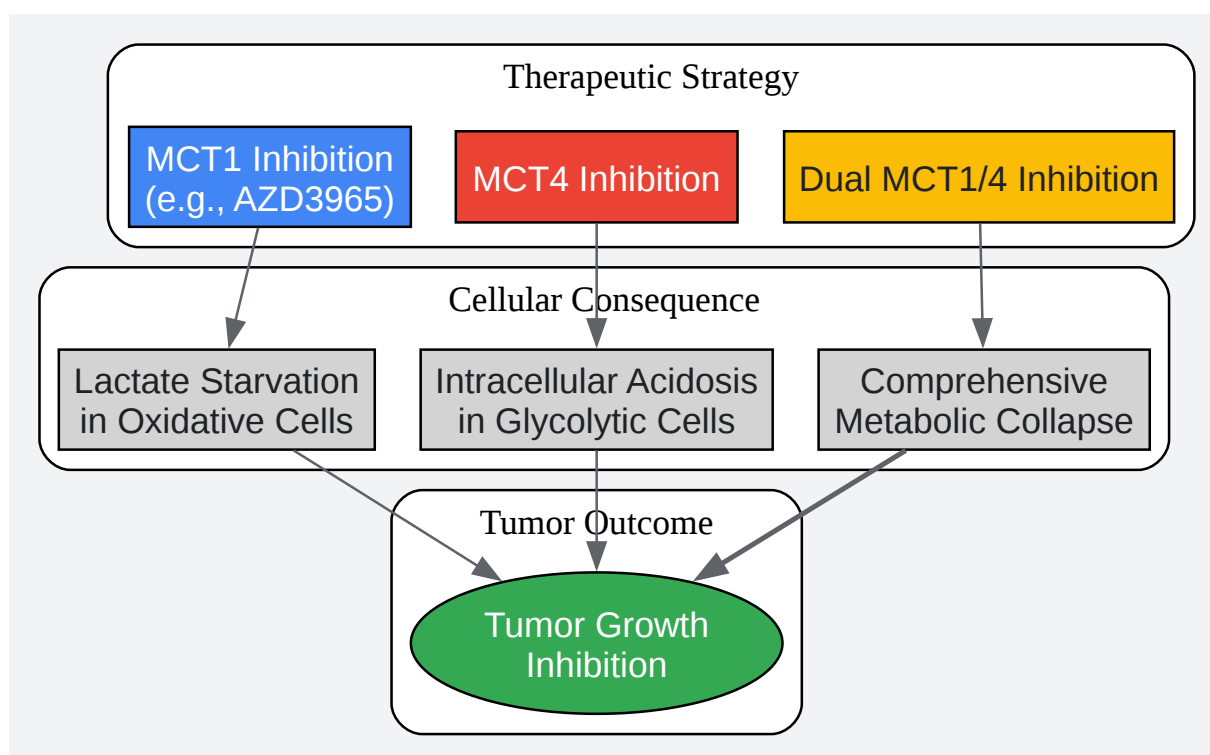 Therapeutic Strategy
MCT1 Inhibition
(e.g., AZD3965)
MCT4 Inhibition
Dual MCT1/4 Inhibition
Cellular Consequence
Lactate Starvation
in Oxidative Cells
Intracellular Acidosis
in Glycolytic Cells
Comprehensive
Metabolic Collapse
Tumor Outcome
Tumor Growth
Inhibition